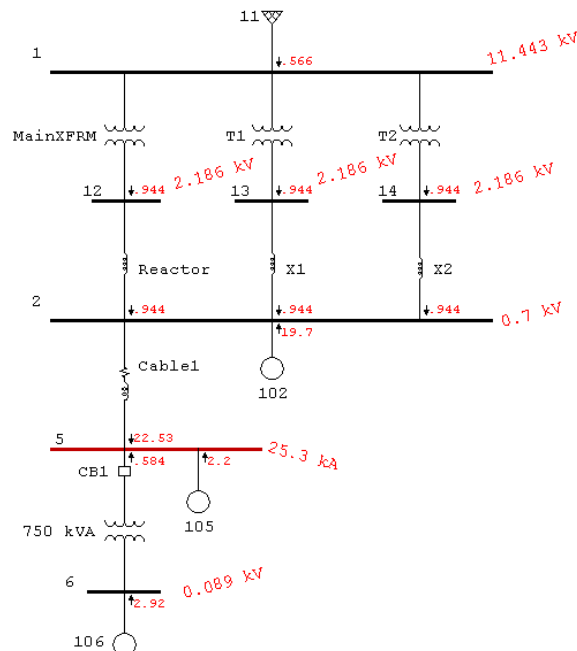 11
1
.566
11.443 kV
MainXFRM
T1
T2
12
.944
2.186 kV
13
.944
2.186 kV
14
.944
2.186 kV
Reactor
X1
X2
2
.944
.944
.944
0.7 kV
19.7
Cable1
102
5
22.53
25.3 kA
CB1
.584
2.2
105
750 kVA
6
0.089 kV
2.92
106